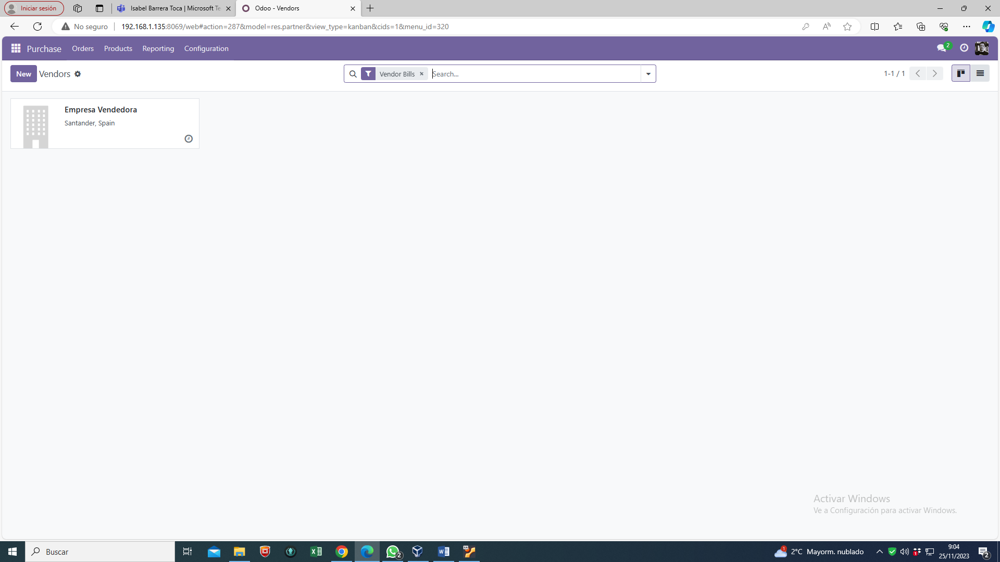 Iniciar sesión
Isabel Barrera Toca | Microsoft Te
Odoo - Vendors
No seguro
192.168.1.135:8069/web#action=287&model=res.partner&view_type=kanban&cids=1&menu_id=320
Purchase Orders Products Reporting Configuration
2
New Vendors
Vendor Bills × Search...
1-1 / 1
Empresa Vendedora
Santander, Spain
Activar Windows
Ve a Configuración para activar Windows.
Buscar
2
64
1
2°C Mayorm. nublado
1
9:04
25/11/2023
2